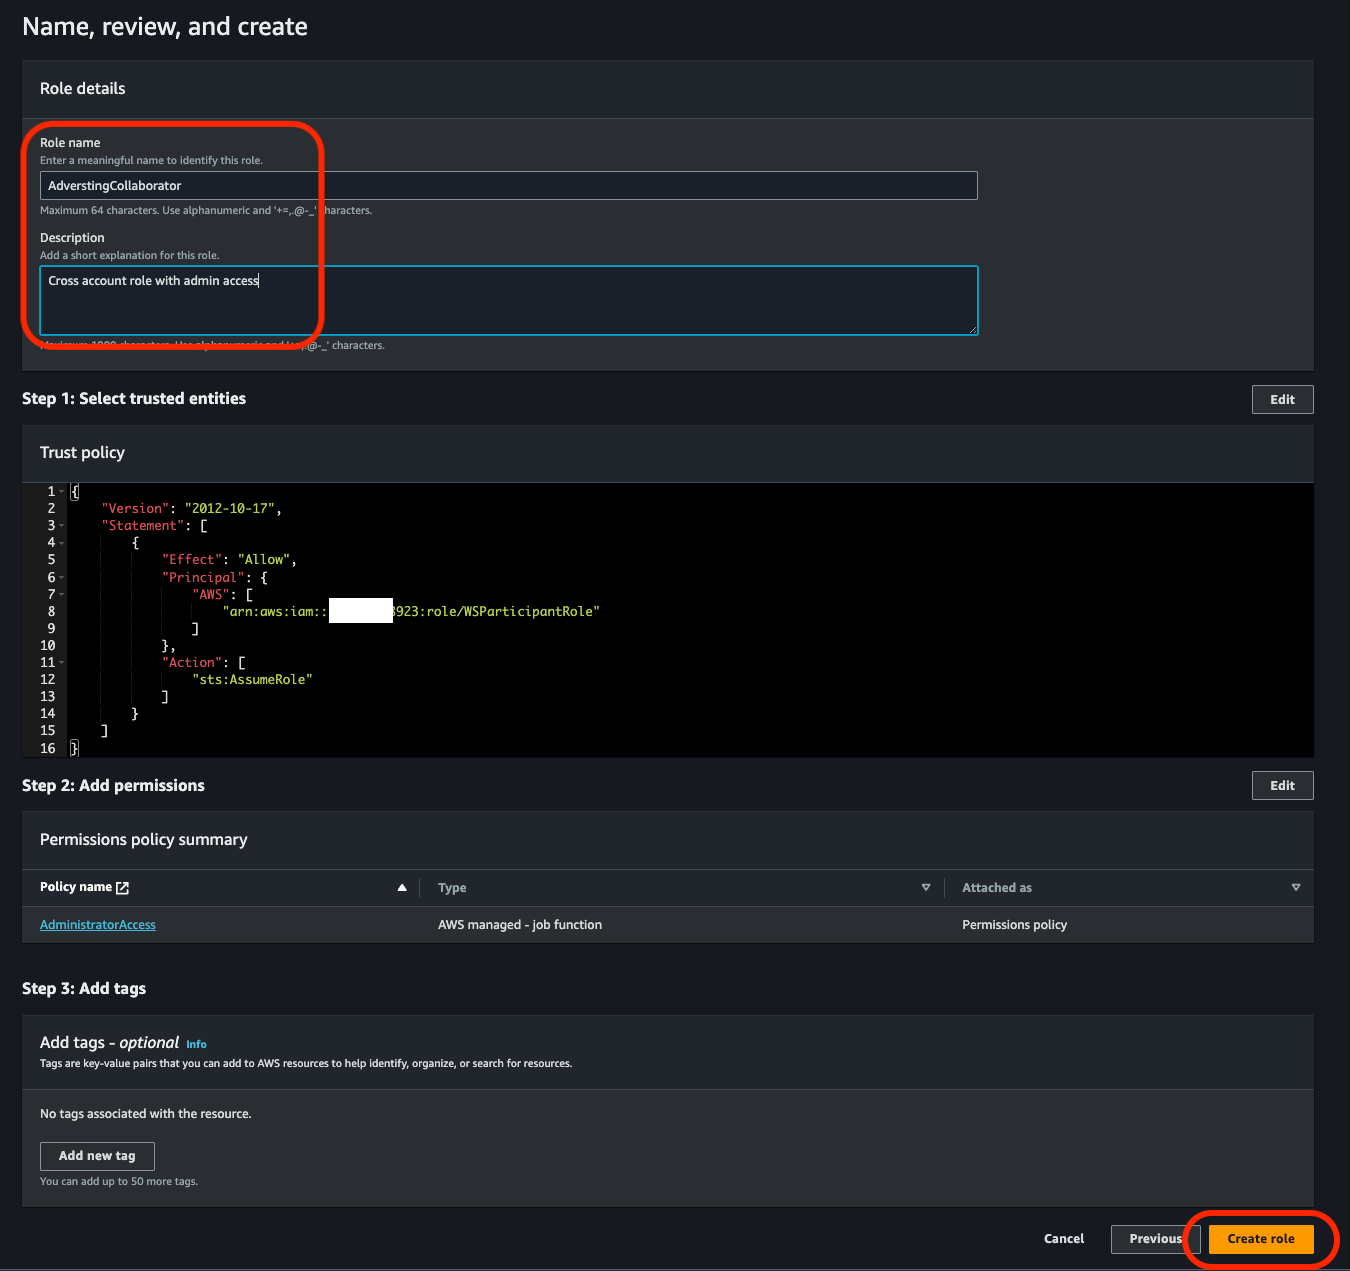 Name, review, and create
Role details
Role name
Enter a meaningful name to identify this role.
AdverstingCollaborator
Maximum 64 characters. Use alphanumeric and '+=,.@-_' characters.
Description
Add a short explanation for this role.
Cross account role with admin access
Maximum 1000 characters. Use alphanumeric and '+=,.@-_' characters.
Step 1: Select trusted entities
Edit
Trust policy
1 {
2 "Version": "2012-10-17",
3 "Statement": [
4 {
5 "Effect": "Allow",
6 "Principal": {
7 "AWS": [
8 "arn:aws:iam:: 3923:role/WSParticipantRole"
9 ]
10 },
11 "Action": [
12 "sts:AssumeRole"
13 ]
14 }
15 ]
16 }
Step 2: Add permissions
Edit
Permissions policy summary
Policy name
Type
Attached as
AdministratorAccess
AWS managed - job function
Permissions policy
Step 3: Add tags
Add tags - optional Info
Tags are key-value pairs that you can add to AWS resources to help identify, organize, or search for resources.
No tags associated with the resource.
Add new tag
You can add up to 50 more tags.
Cancel
Previous
Create role